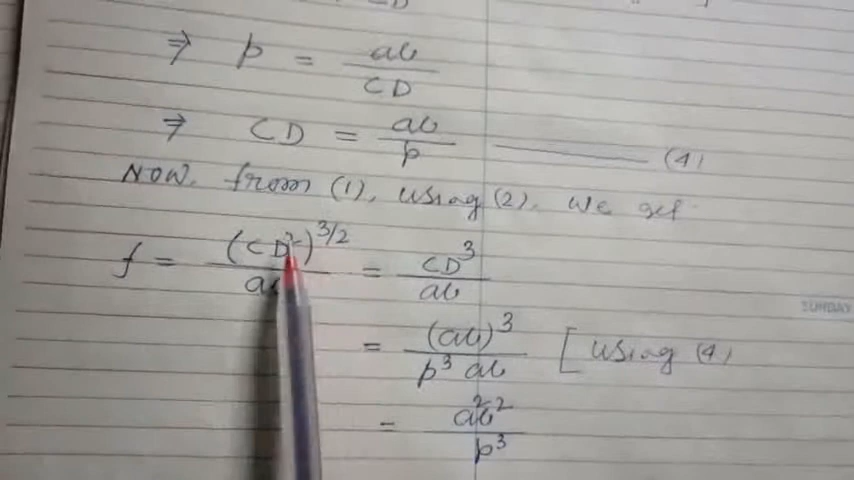 ⇒ p = ab / CD
⇒ CD = ab / p ——— (4)
NOW, from (1), using (2), we get
f = (CD²)^3/2 / ab = CD³ / ab
SUNDAY
= (ab)³ / p³ ab [using (4)
= a²b² / p³